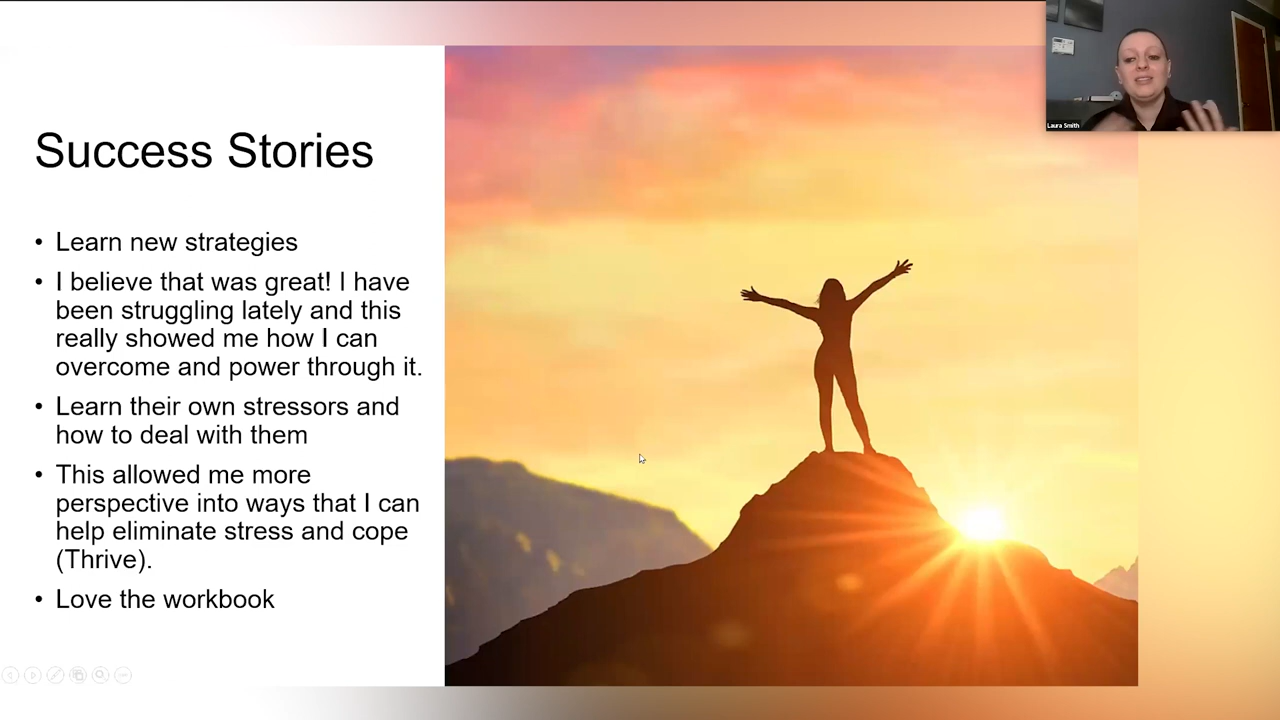 Laura Smith
Success Stories
• Learn new strategies
• I believe that was great! I have
been struggling lately and this
really showed me how I can
overcome and power through it.
• Learn their own stressors and
how to deal with them
• This allowed me more
perspective into ways that I can
help eliminate stress and cope
(Thrive).
• Love the workbook